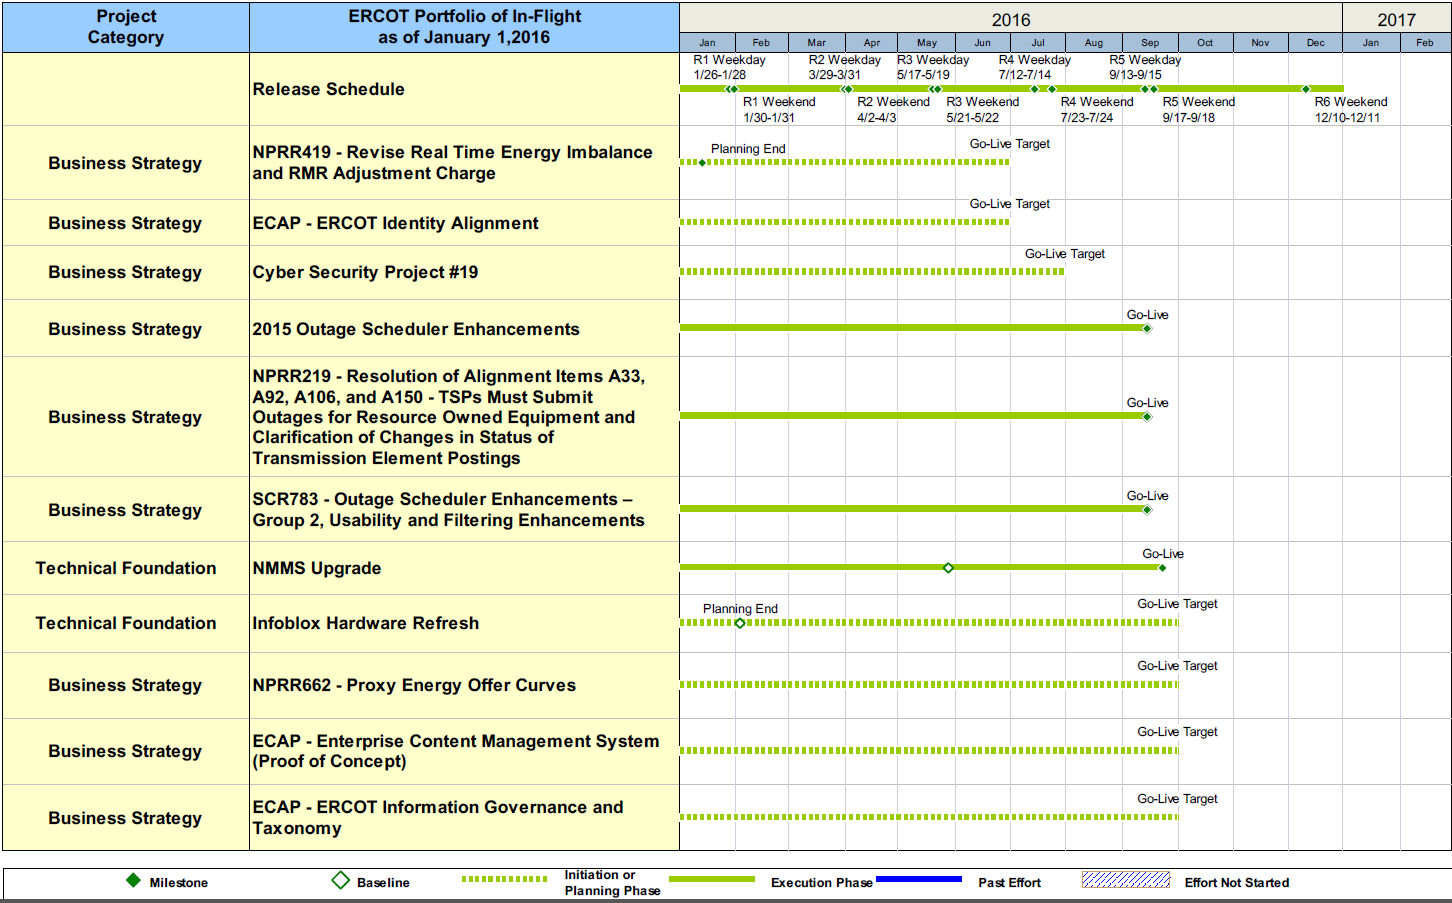 Project
Category
ERCOT Portfolio of In-Flight
as of January 1,2016
2016
2017
Jan Feb Mar Apr May Jun Jul Aug Sep Oct Nov Dec Jan Feb
Release Schedule
R1 Weekday
1/26-1/28
R2 Weekday
3/29-3/31
R3 Weekday
5/17-5/19
R4 Weekday
7/12-7/14
R5 Weekday
9/13-9/15
R1 Weekend
1/30-1/31
R2 Weekend
4/2-4/3
R3 Weekend
5/21-5/22
R4 Weekend
7/23-7/24
R5 Weekend
9/17-9/18
R6 Weekend
12/10-12/11
Business Strategy
NPRR419 - Revise Real Time Energy Imbalance
and RMR Adjustment Charge
Planning End
Go-Live Target
Business Strategy
ECAP - ERCOT Identity Alignment
Go-Live Target
Business Strategy
Cyber Security Project #19
Go-Live Target
Business Strategy
2015 Outage Scheduler Enhancements
Go-Live
Business Strategy
NPRR219 - Resolution of Alignment Items A33,
A92, A106, and A150 - TSPs Must Submit
Outages for Resource Owned Equipment and
Clarification of Changes in Status of
Transmission Element Postings
Go-Live
Business Strategy
SCR783 - Outage Scheduler Enhancements –
Group 2, Usability and Filtering Enhancements
Go-Live
Technical Foundation
NMMS Upgrade
Go-Live
Technical Foundation
Infoblox Hardware Refresh
Planning End
Go-Live Target
Business Strategy
NPRR662 - Proxy Energy Offer Curves
Go-Live Target
Business Strategy
ECAP - Enterprise Content Management System
(Proof of Concept)
Go-Live Target
Business Strategy
ECAP - ERCOT Information Governance and
Taxonomy
Go-Live Target
Milestone
Baseline
Initiation or
Planning Phase
Execution Phase
Past Effort
Effort Not Started